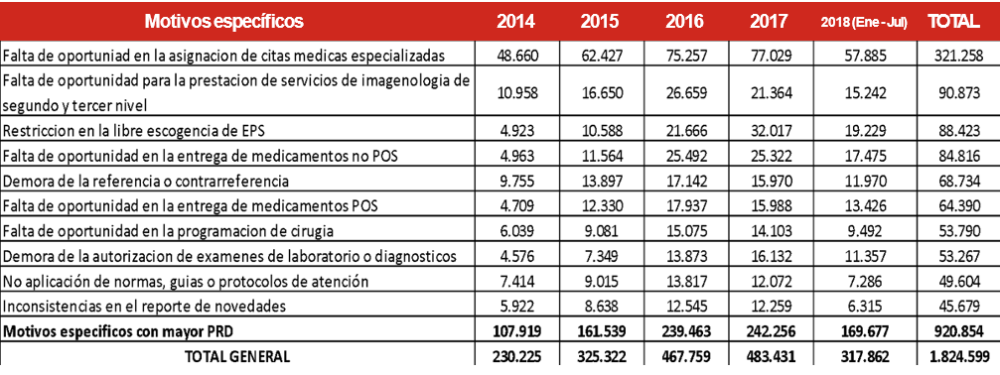 Motivos específicos 2014 2015 2016 2017 2018 (Ene - Jul) TOTAL
Falta de oportuniad en la asignacion de citas medicas especializadas 48.660 62.427 75.257 77.029 57.885 321.258
Falta de oportunidad para la prestacion de servicios de imagenologia de
segundo y tercer nivel 10.958 16.650 26.659 21.364 15.242 90.873
Restriccion en la libre escogencia de EPS 4.923 10.588 21.666 32.017 19.229 88.423
Falta de oportunidad en la entrega de medicamentos no POS 4.963 11.564 25.492 25.322 17.475 84.816
Demora de la referencia o contrarreferencia 9.755 13.897 17.142 15.970 11.970 68.734
Falta de oportunidad en la entrega de medicamentos POS 4.709 12.330 17.937 15.988 13.426 64.390
Falta de oportunidad en la programacion de cirugia 6.039 9.081 15.075 14.103 9.492 53.790
Demora de la autorizacion de examenes de laboratorio o diagnosticos 4.576 7.349 13.873 16.132 11.357 53.267
No aplicación de normas, guias o protocolos de atención 7.414 9.015 13.817 12.072 7.286 49.604
Inconsistencias en el reporte de novedades 5.922 8.638 12.545 12.259 6.315 45.679
Motivos especificos con mayor PRD 107.919 161.539 239.463 242.256 169.677 920.854
TOTAL GENERAL 230.225 325.322 467.759 483.431 317.862 1.824.599